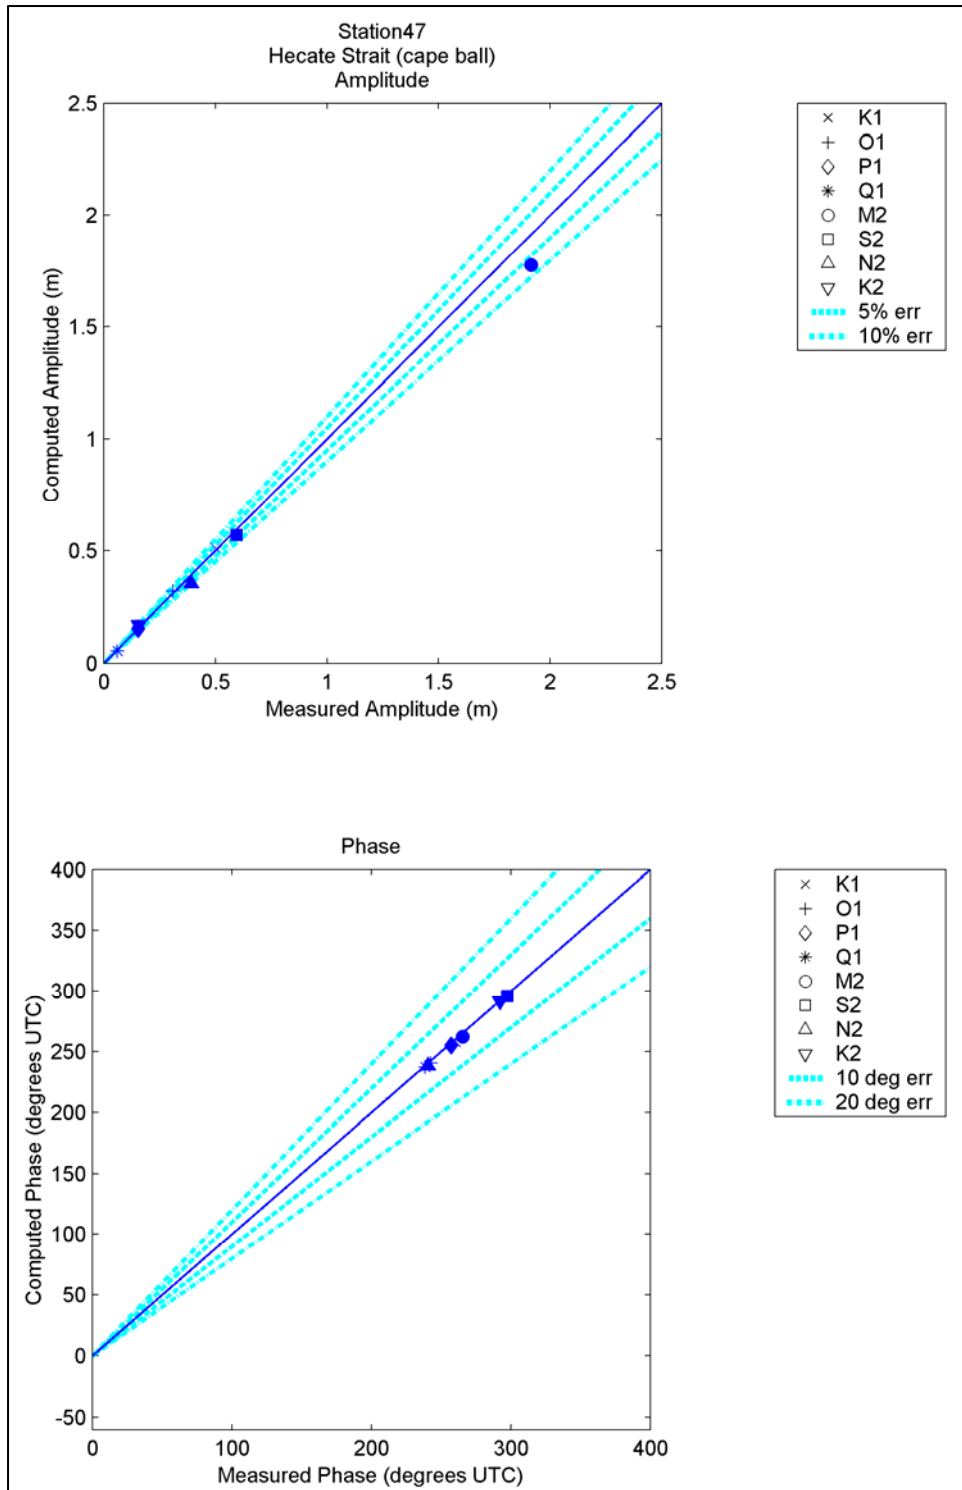 Station47
Hecate Strait (cape ball)
Amplitude
2.5
2
1.5
1
0.5
0
Computed Amplitude (m)
0 0.5 1 1.5 2 2.5
Measured Amplitude (m)
K1
O1
P1
Q1
M2
S2
N2
K2
5% err
10% err
Phase
400
350
300
250
200
150
100
50
0
-50
Computed Phase (degrees UTC)
0 100 200 300 400
Measured Phase (degrees UTC)
K1
O1
P1
Q1
M2
S2
N2
K2
10 deg err
20 deg err